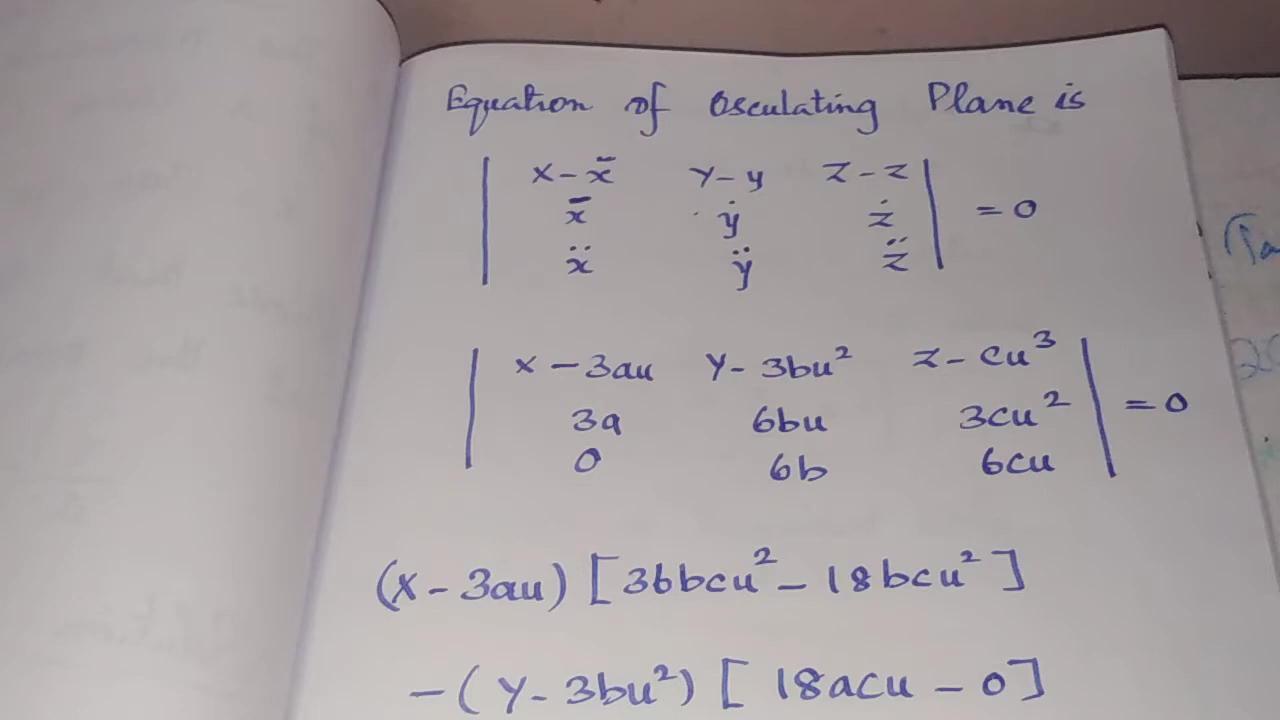 Equation of Osculating Plane is
| x - x̄ y - y z - z |
| x̄ ẏ ż | = 0
| ẍ ÿ z̈ |
| x - 3au y - 3bu² z - cu³ |
| 3a 6bu 3cu² | = 0
| 0 6b 6cu |
(x - 3au) [36bcu² - 18bcu²]
- (y - 3bu²) [18acu - 0]